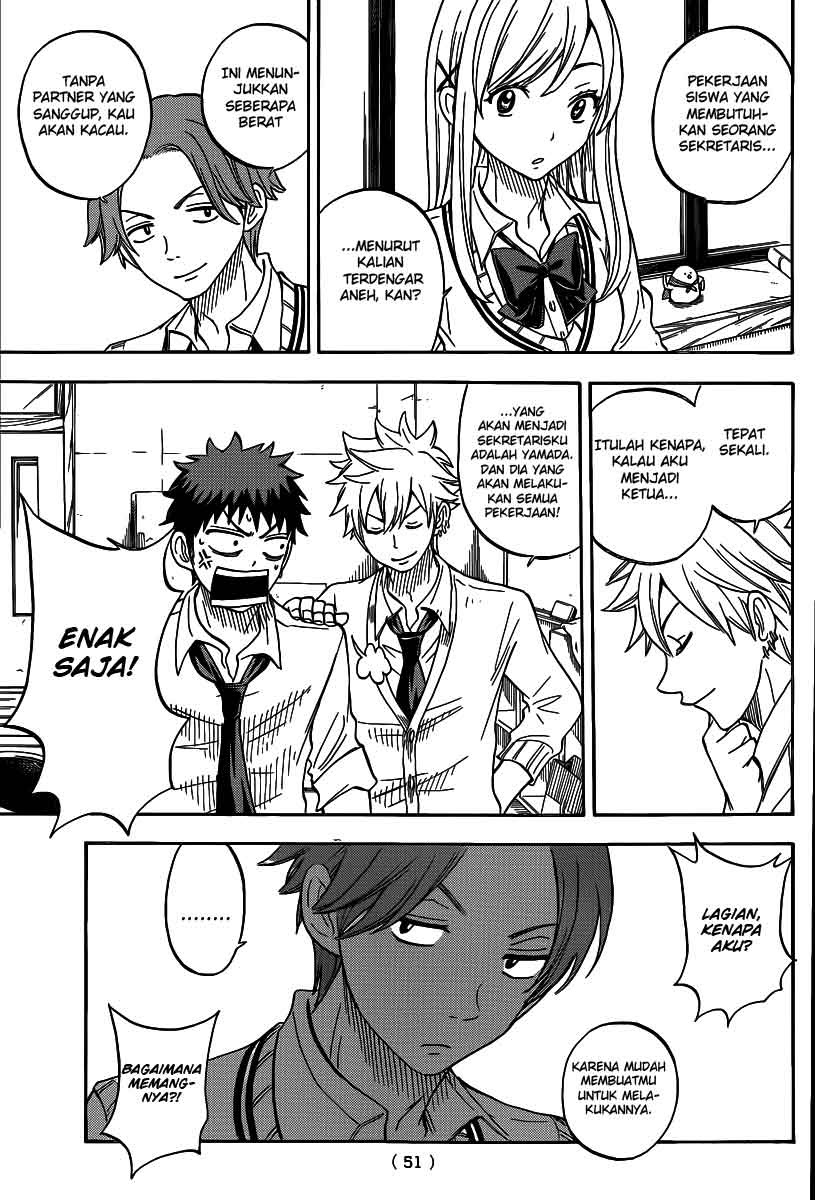 PEKERJAAN
SISWA YANG
MEMBUTUH-
KAN SEORANG
SEKRETARIS...
...MENURUT
KALIAN
TERDENGAR
ANEH, KAN?
INI MENUN-
JUKKAN
SEBERAPA
BERAT
TANPA
PARTNER YANG
SANGGUP, KAU
AKAN KACAU.
TEPAT
SEKALI.
ITULAH KENAPA,
KALAU AKU
MENJADI
KETUA...
...YANG
AKAN MENJADI
SEKRETARISKU
ADALAH YAMADA.
DAN DIA YANG
AKAN MELAKU-
KAN SEMUA
PEKERJAAN!
ENAK
SAJA!
LAGIAN,
KENAPA
AKU?
KARENA MUDAH
MEMBUATMU
UNTUK MELA-
KUKANNYA.
........
BAGAIMANA
MEMANG-
NYA?!
( 51 )